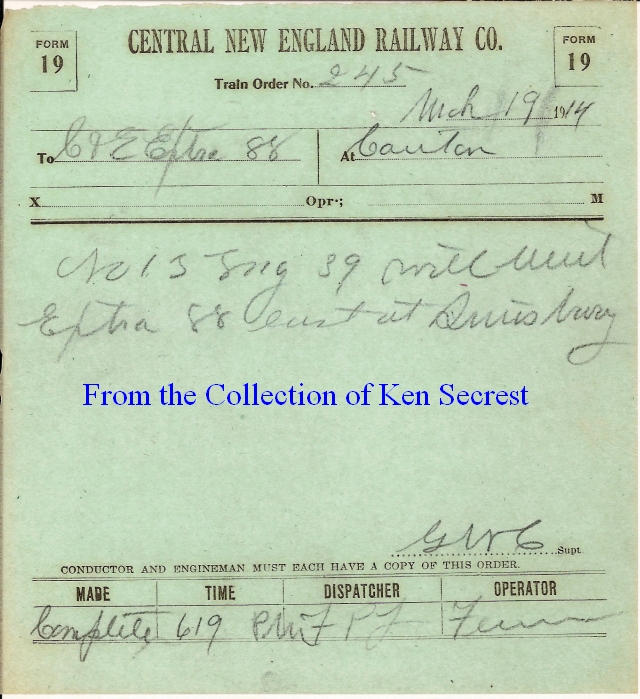 FORM 19
CENTRAL NEW ENGLAND RAILWAY CO.
FORM 19
Train Order No. 245
Mch 19 1914
To C&E Extra 88 At Canton
X Opr.; M
No 13 Eng 39 will meet
Extra 88 east at Simsbury
From the Collection of Ken Secrest
GWC Supt
CONDUCTOR AND ENGINEMAN MUST EACH HAVE A COPY OF THIS ORDER.
MADE TIME DISPATCHER OPERATOR
Complete 619 PM